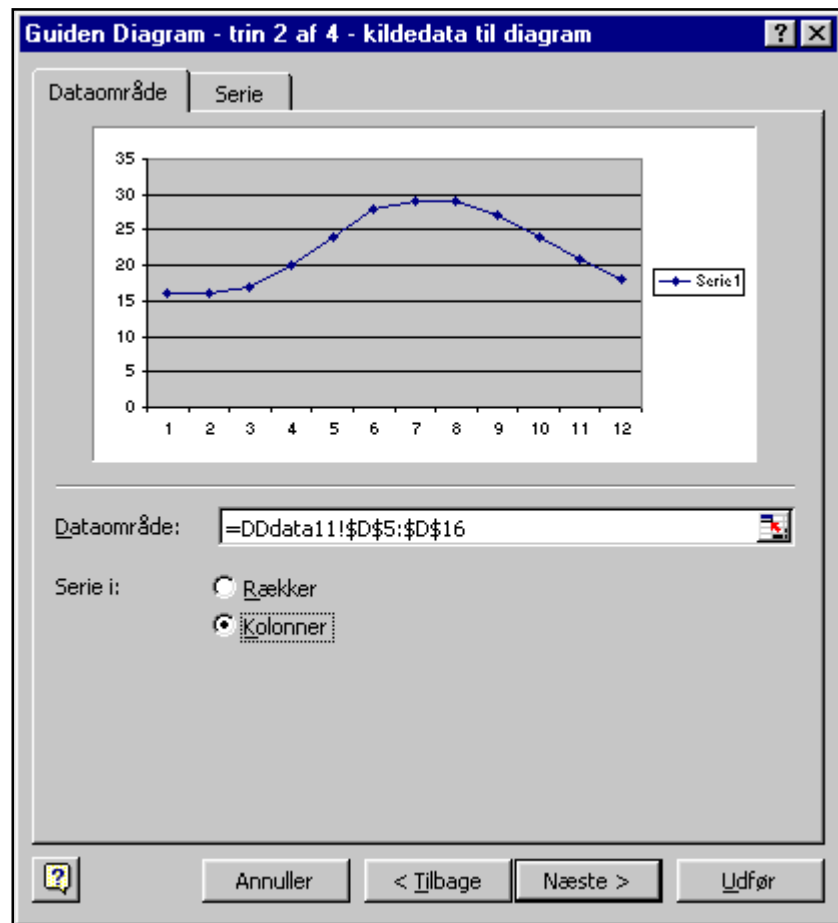 Guiden Diagram - trin 2 af 4 - kildedata til diagram
Dataområde Serie
35
30
25
20
15
10
5
0
1 2 3 4 5 6 7 8 9 10 11 12
Serie1
Dataområde: =DDdata11!$D$5:$D$16
Serie i: Rækker
Kolonner
Annuller < Tilbage Næste > Udfør